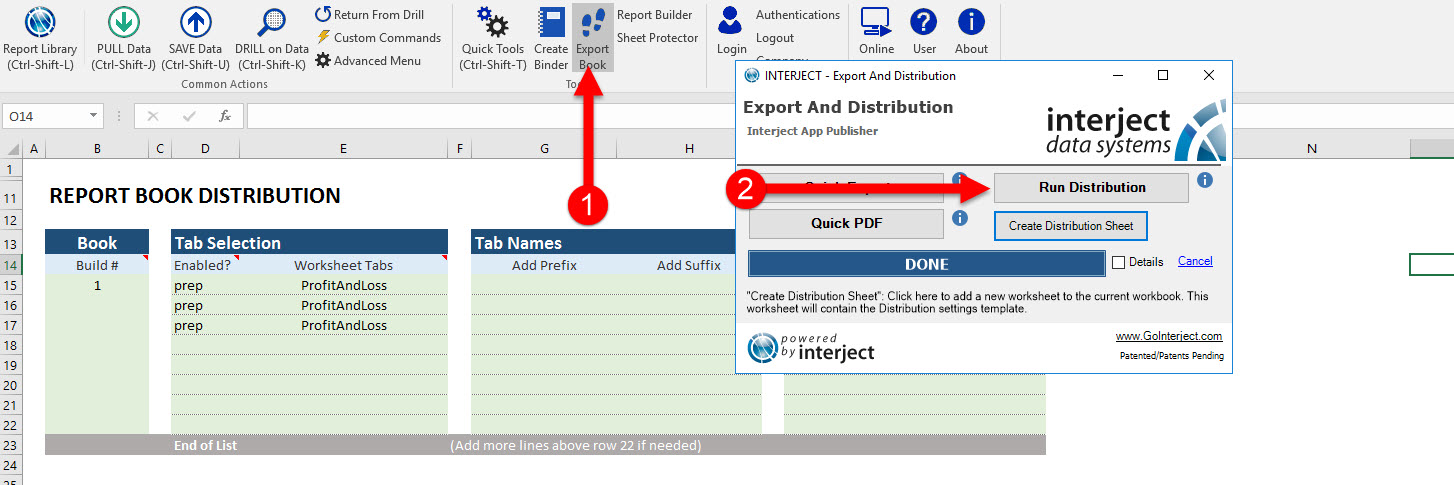 Report Library
(Ctrl-Shift-L)
PULL Data
(Ctrl-Shift-J)
SAVE Data
(Ctrl-Shift-U)
DRILL on Data
(Ctrl-Shift-K)
Return From Drill
Custom Commands
Advanced Menu
Common Actions
Quick Tools
(Ctrl-Shift-T)
Create
Binder
Export
Book
Report Builder
Sheet Protector
Login
Authentications
Logout
Online
User
About
INTERJECT - Export And Distribution
Export And Distribution
Interject App Publisher
interject
data systems
2
Run Distribution
Quick PDF
Create Distribution Sheet
DONE
Details
Cancel
"Create Distribution Sheet": Click here to add a new worksheet to the current workbook. This
worksheet will contain the Distribution settings template.
powered
by interject
www.GoInterject.com
Patented/Patents Pending
1
O14
fx
A B C D E F G H N
1
11 REPORT BOOK DISTRIBUTION
12
13 Book Tab Selection Tab Names
14 Build # Enabled? Worksheet Tabs Add Prefix Add Suffix
15 1 prep ProfitAndLoss
16 prep ProfitAndLoss
17 prep ProfitAndLoss
18
19
20
21
22
23 End of List (Add more lines above row 22 if needed)
24
25